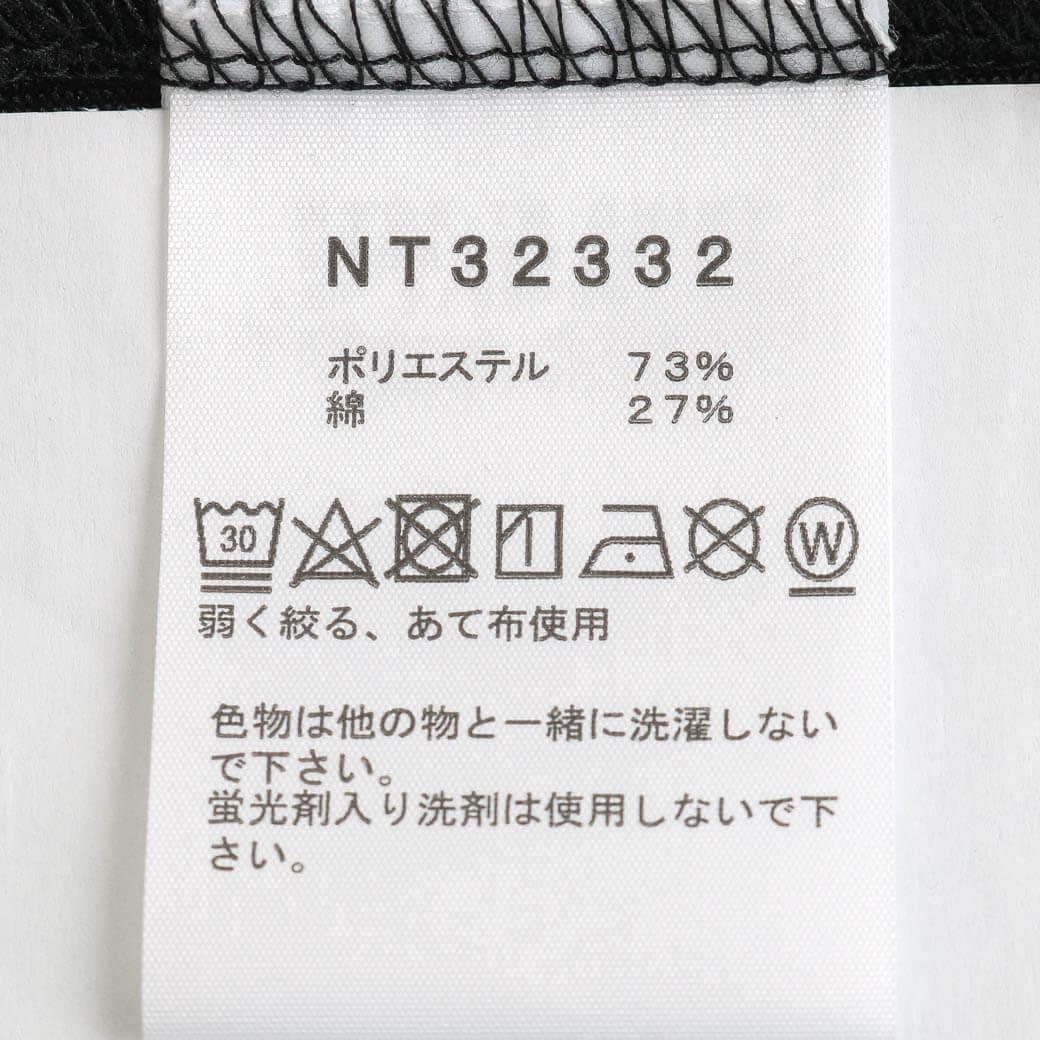 NT32332
ポリエステル 73%
綿 27%
30 W
弱く絞る、あて布使用
色物は他の物と一緒に洗濯しない
で下さい。
蛍光剤入り洗剤は使用しないで下
さい。